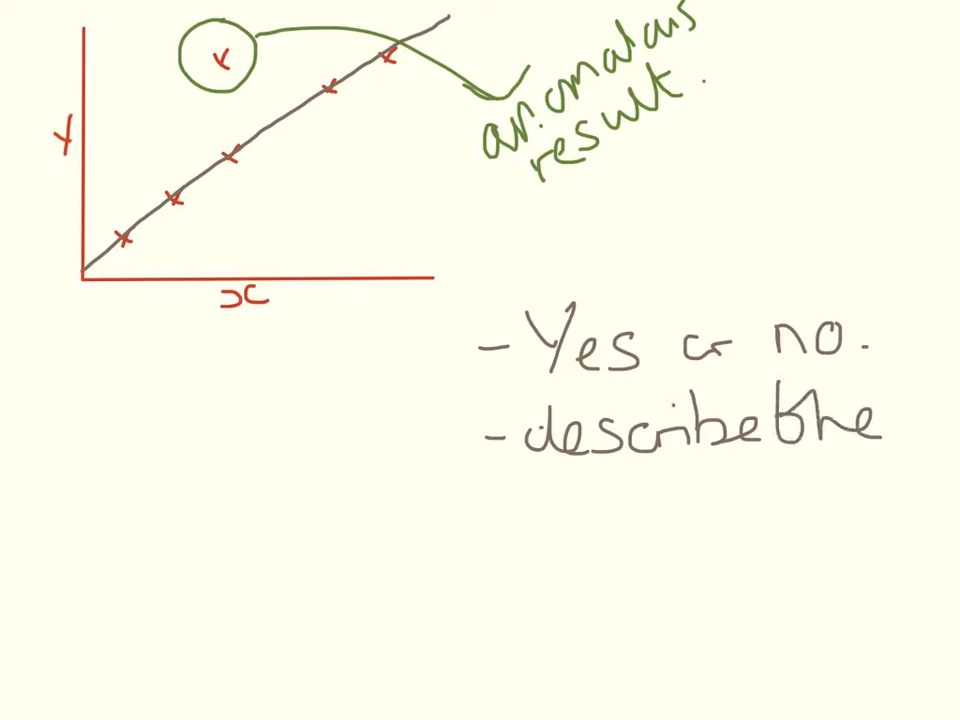 anomalous
result.
Y
x
- Yes or no.
- describe the